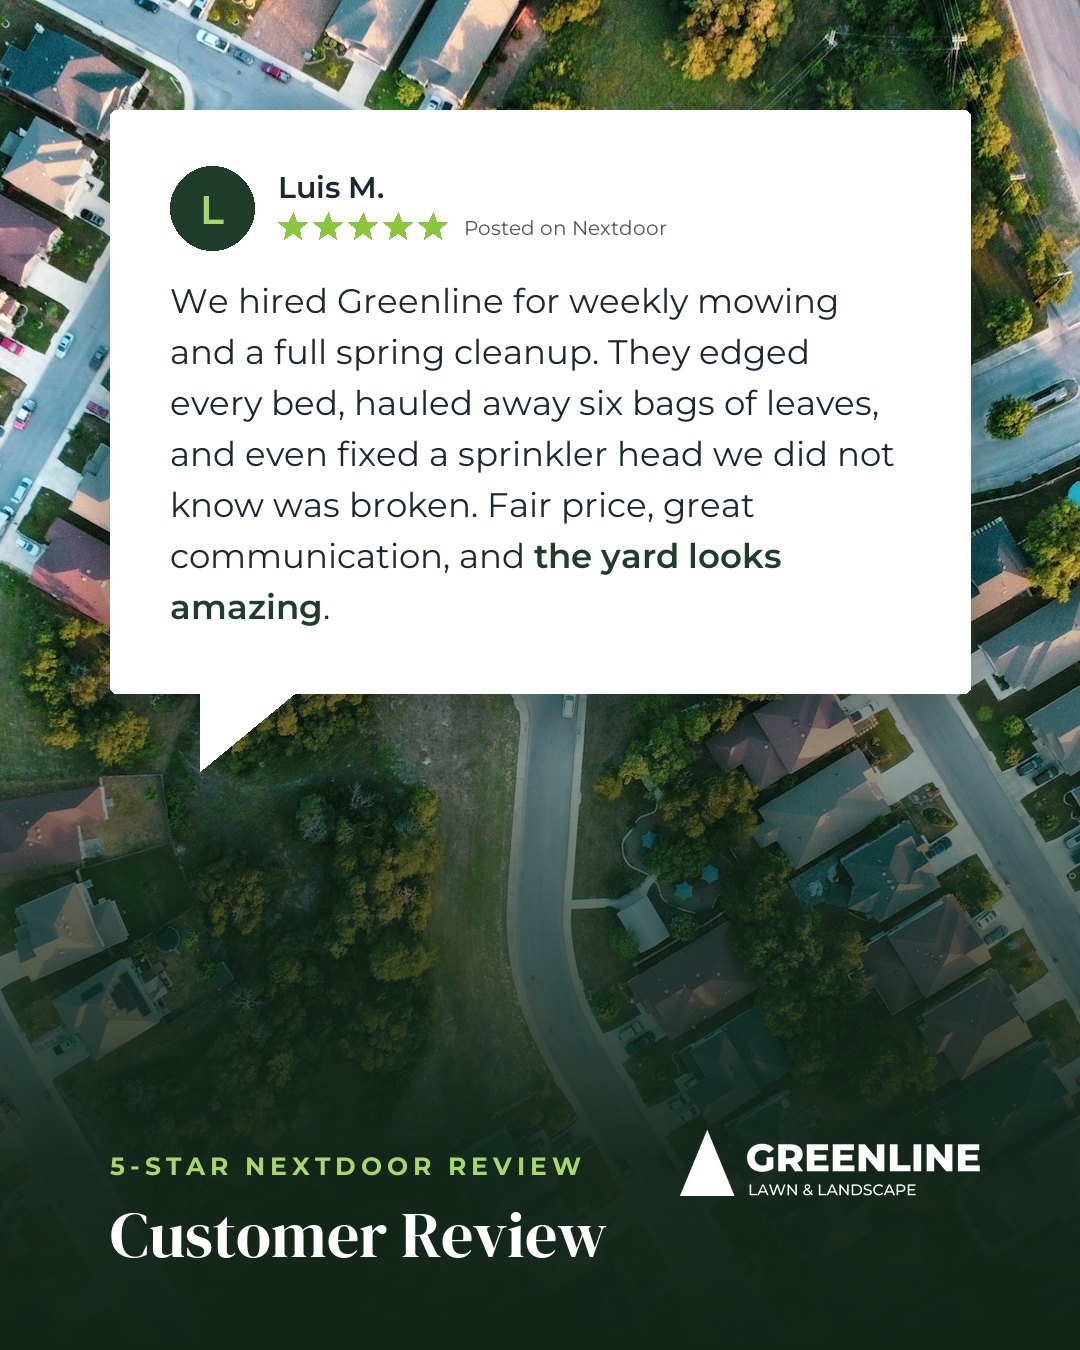 L
Luis M.
Posted on Nextdoor
We hired Greenline for weekly mowing
and a full spring cleanup. They edged
every bed, hauled away six bags of leaves,
and even fixed a sprinkler head we did not
know was broken. Fair price, great
communication, and the yard looks
amazing.
5-STAR NEXTDOOR REVIEW
Customer Review
GREENLINE
LAWN & LANDSCAPE